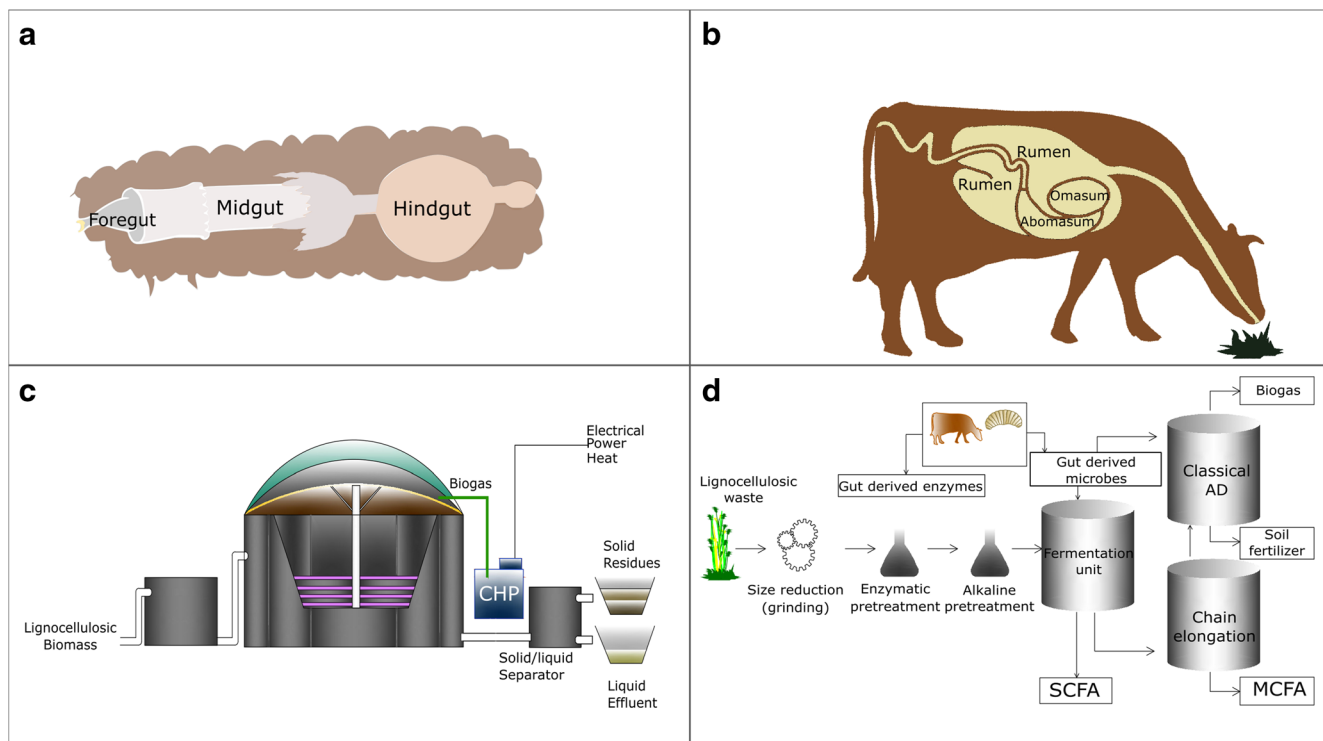 a
Foregut
Midgut
Hindgut
b
Rumen
Rumen
Omasum
Abomasum
c
Electrical
Power
Heat
Biogas
Solid
Residues
CHP
Lignocellulosic
Biomass
Solid/liquid
Separator
Liquid
Effluent
d
Biogas
Gut derived enzymes
Gut derived
microbes
Classical
AD
Lignocellulosic
waste
Soil
fertilizer
Fermentation
unit
Size reduction
(grinding)
Enzymatic
pretreatment
Alkaline
pretreatment
Chain
elongation
SCFA
MCFA